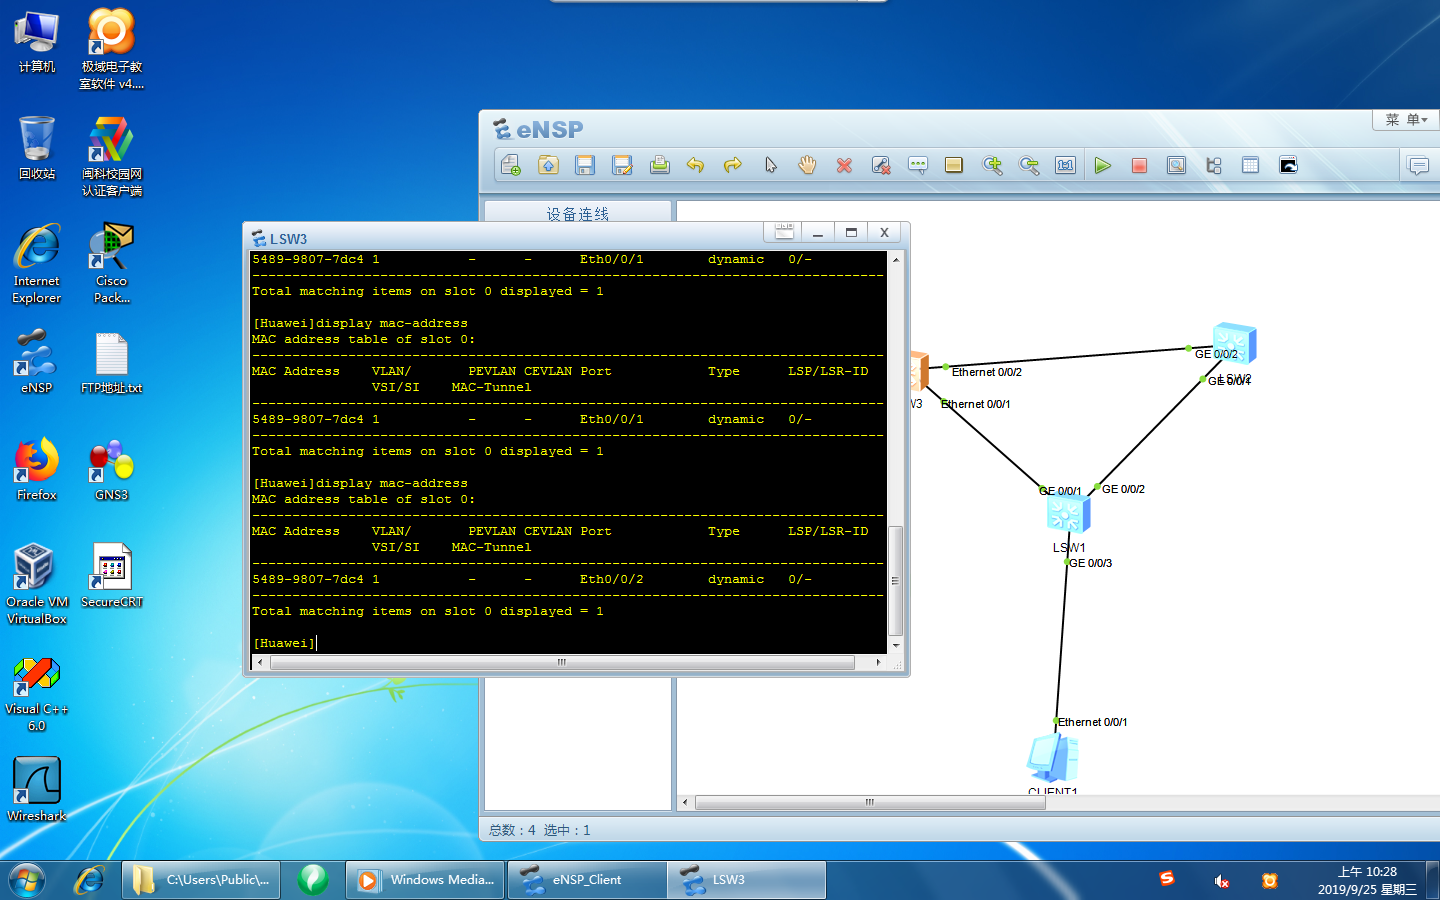 计算机
极域电子教
室软件 v4....
回收站
闽科校园网
认证客户端
Internet
Explorer
Cisco
Pack...
eNSP
FTP地址.txt
Firefox
GNS3
Oracle VM
VirtualBox
SecureCRT
Visual C++
6.0
Wireshark
eNSP
菜 单
设备连线
LSW3
5489-9807-7dc4 1 - - Eth0/0/1 dynamic 0/-
-------------------------------------------------------------------------------
Total matching items on slot 0 displayed = 1
[Huawei]display mac-address
MAC address table of slot 0:
-------------------------------------------------------------------------------
MAC Address VLAN/ PEVLAN CEVLAN Port Type LSP/LSR-ID
VSI/SI MAC-Tunnel
-------------------------------------------------------------------------------
5489-9807-7dc4 1 - - Eth0/0/1 dynamic 0/-
-------------------------------------------------------------------------------
Total matching items on slot 0 displayed = 1
[Huawei]display mac-address
MAC address table of slot 0:
-------------------------------------------------------------------------------
MAC Address VLAN/ PEVLAN CEVLAN Port Type LSP/LSR-ID
VSI/SI MAC-Tunnel
-------------------------------------------------------------------------------
5489-9807-7dc4 1 - - Eth0/0/2 dynamic 0/-
-------------------------------------------------------------------------------
Total matching items on slot 0 displayed = 1
[Huawei]
GE 0/0/2
Ethernet 0/0/2
LSW2
GE 0/0/1
W3
Ethernet 0/0/1
GE 0/0/1
GE 0/0/2
LSW1
GE 0/0/3
Ethernet 0/0/1
CLIENT1
总数：4 选中：1
C:\Users\Public\...
Windows Media...
eNSP_Client
LSW3
上午 10:28
2019/9/25 星期三